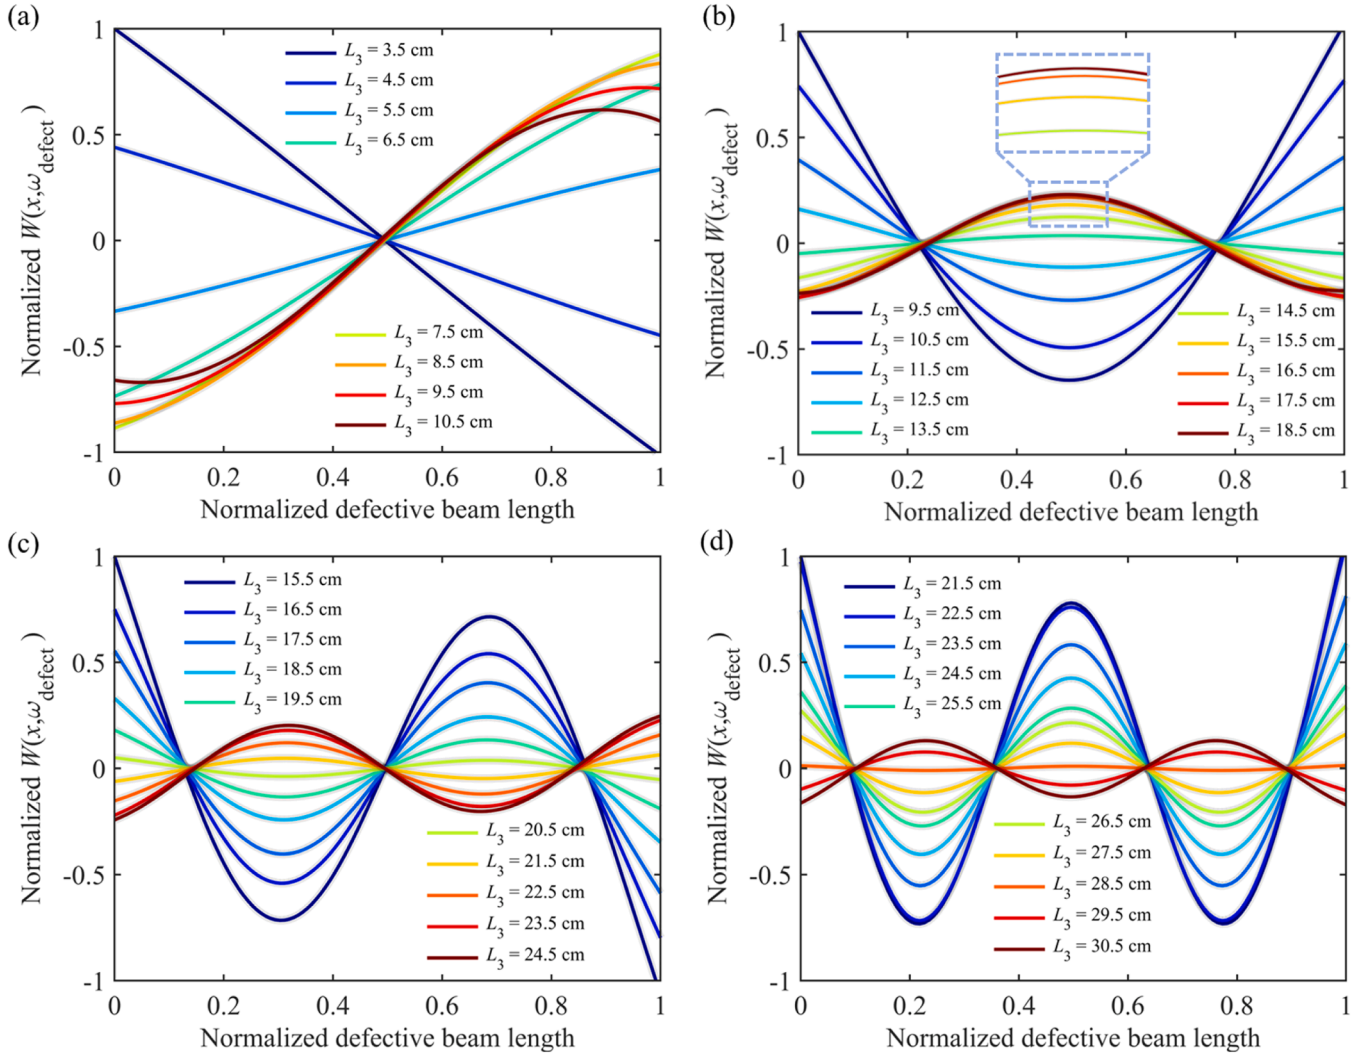 (a)
Normalized W(x,ω_defect)
1
0.5
0
-0.5
-1
L₃ = 3.5 cm
L₃ = 4.5 cm
L₃ = 5.5 cm
L₃ = 6.5 cm
L₃ = 7.5 cm
L₃ = 8.5 cm
L₃ = 9.5 cm
L₃ = 10.5 cm
0 0.2 0.4 0.6 0.8 1
Normalized defective beam length
(b)
Normalized W(x,ω_defect)
1
0.5
0
-0.5
-1
L₃ = 9.5 cm
L₃ = 10.5 cm
L₃ = 11.5 cm
L₃ = 12.5 cm
L₃ = 13.5 cm
L₃ = 14.5 cm
L₃ = 15.5 cm
L₃ = 16.5 cm
L₃ = 17.5 cm
L₃ = 18.5 cm
0 0.2 0.4 0.6 0.8 1
Normalized defective beam length
(c)
Normalized W(x,ω_defect)
1
0.5
0
-0.5
-1
L₃ = 15.5 cm
L₃ = 16.5 cm
L₃ = 17.5 cm
L₃ = 18.5 cm
L₃ = 19.5 cm
L₃ = 20.5 cm
L₃ = 21.5 cm
L₃ = 22.5 cm
L₃ = 23.5 cm
L₃ = 24.5 cm
0 0.2 0.4 0.6 0.8 1
Normalized defective beam length
(d)
Normalized W(x,ω_defect)
1
0.5
0
-0.5
-1
L₃ = 21.5 cm
L₃ = 22.5 cm
L₃ = 23.5 cm
L₃ = 24.5 cm
L₃ = 25.5 cm
L₃ = 26.5 cm
L₃ = 27.5 cm
L₃ = 28.5 cm
L₃ = 29.5 cm
L₃ = 30.5 cm
0 0.2 0.4 0.6 0.8 1
Normalized defective beam length